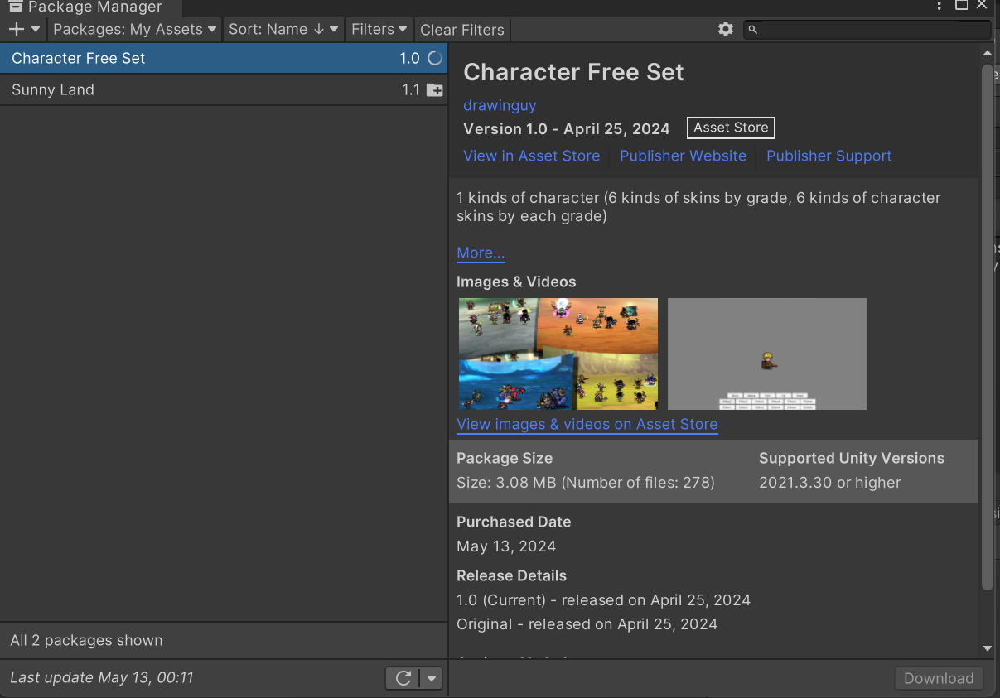 Package Manager
Packages: My Assets
Sort: Name ↓
Filters
Clear Filters
Character Free Set 1.0
Sunny Land 1.1
All 2 packages shown
Last update May 13, 00:11
Character Free Set
drawinguy
Version 1.0 - April 25, 2024
Asset Store
View in Asset Store
Publisher Website
Publisher Support
1 kinds of character (6 kinds of skins by grade, 6 kinds of character
skins by each grade)
More...
Images & Videos
View images & videos on Asset Store
Package Size
Size: 3.08 MB (Number of files: 278)
Supported Unity Versions
2021.3.30 or higher
Purchased Date
May 13, 2024
Release Details
1.0 (Current) - released on April 25, 2024
Original - released on April 25, 2024
Download